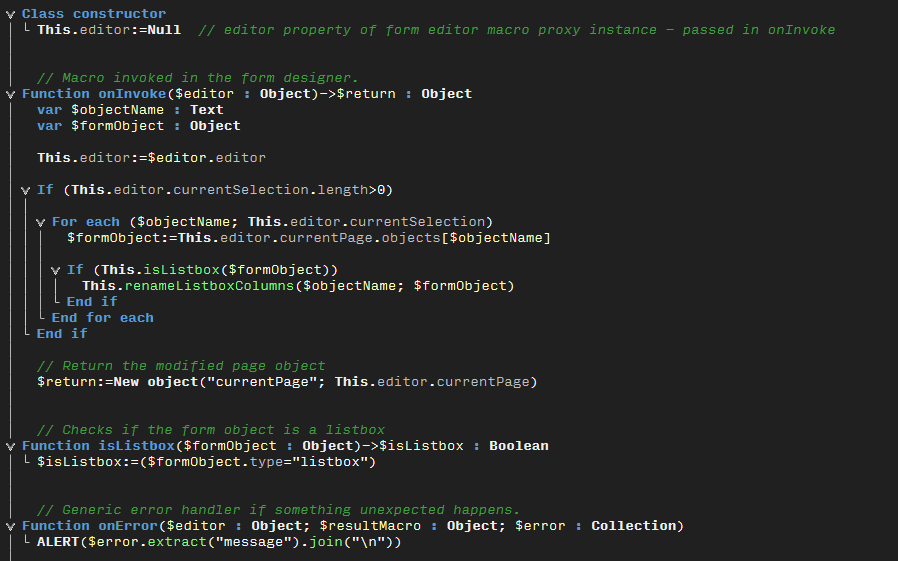 Class constructor
This.editor:=Null  // editor property of form editor macro proxy instance – passed in onInvoke
// Macro invoked in the form designer.
Function onInvoke($editor : Object)->$return : Object
var $objectName : Text
var $formObject : Object
This.editor:=$editor.editor
If (This.editor.currentSelection.length>0)
For each ($objectName; This.editor.currentSelection)
$formObject:=This.editor.currentPage.objects[$objectName]
If (This.isListbox($formObject))
This.renameListboxColumns($objectName; $formObject)
End if
End for each
End if
// Return the modified page object
$return:=New object("currentPage"; This.editor.currentPage)
// Checks if the form object is a listbox
Function isListbox($formObject : Object)->$isListbox : Boolean
$isListbox:=($formObject.type="listbox")
// Generic error handler if something unexpected happens.
Function onError($editor : Object; $resultMacro : Object; $error : Collection)
ALERT($error.extract("message").join("\n"))